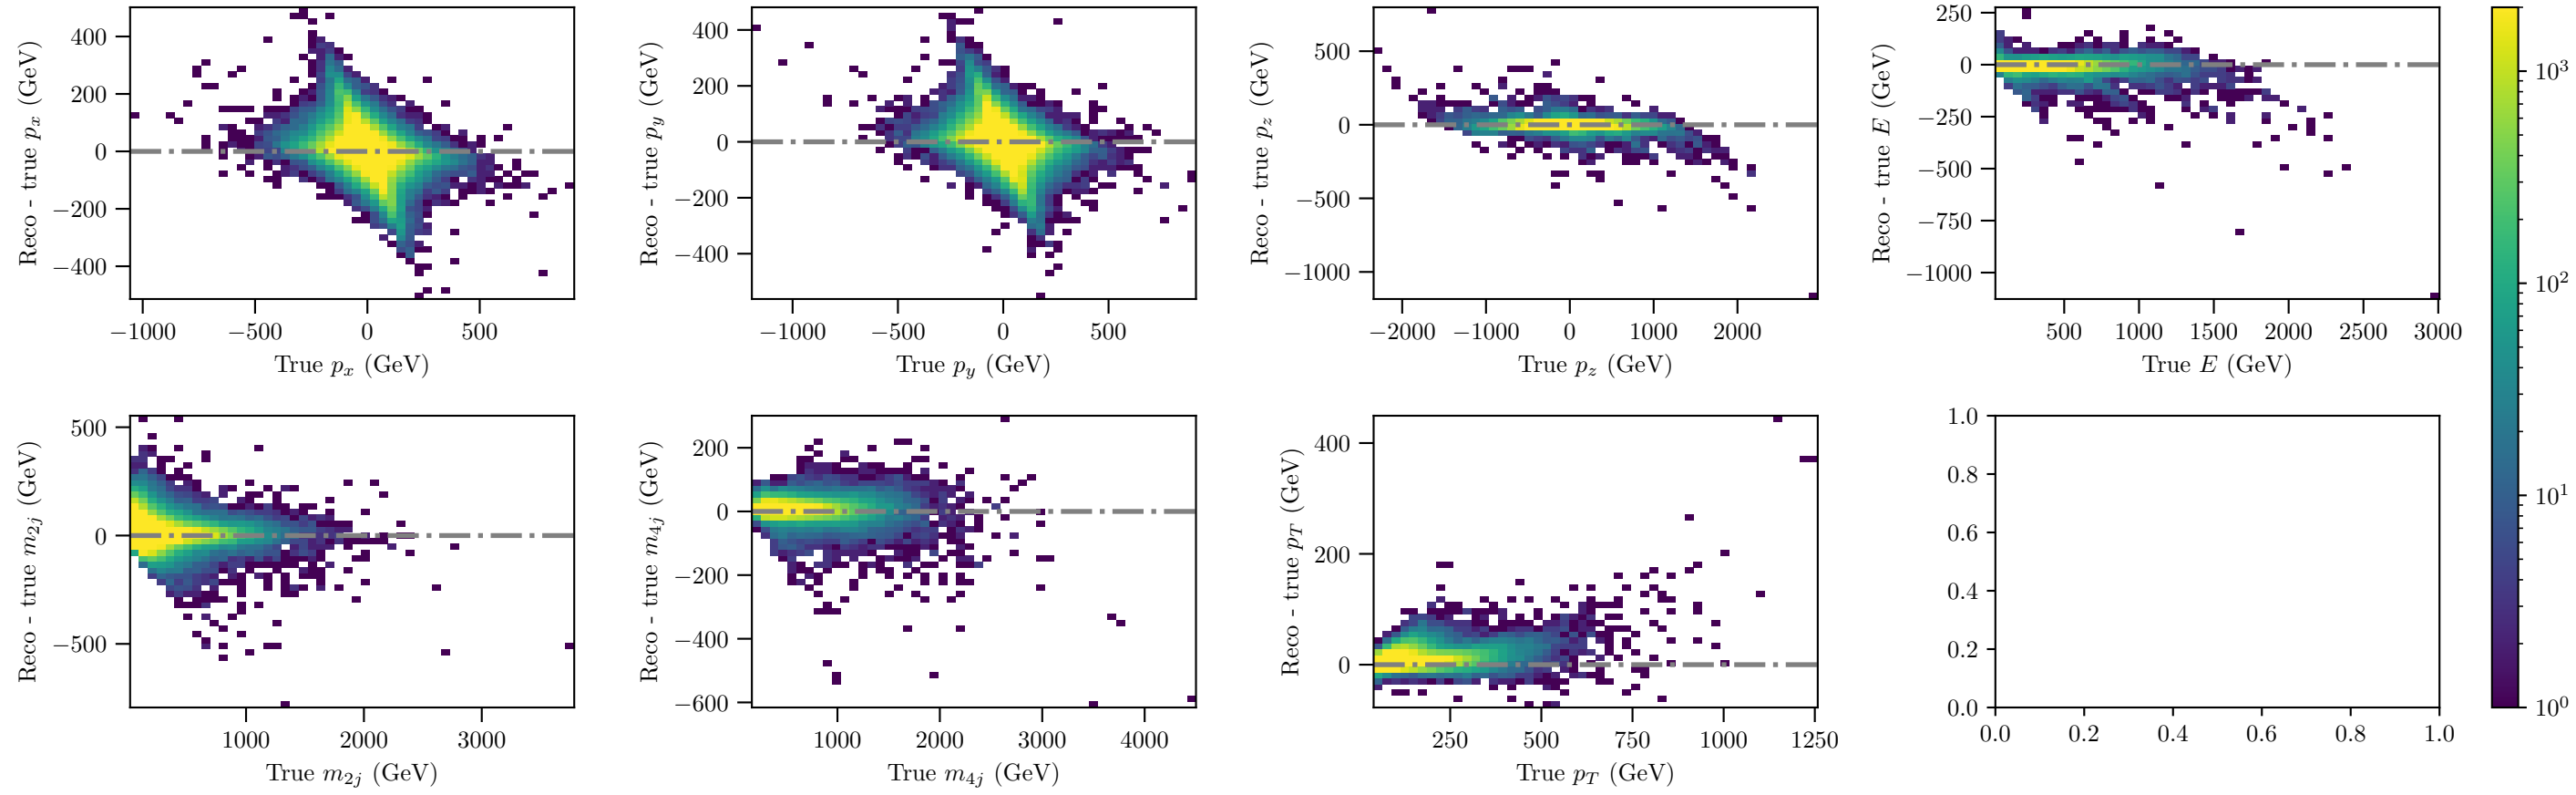 Reco - true p_x (GeV)
400
200
0
−200
−400
−1000 −500 0 500
True p_x (GeV)
Reco - true p_y (GeV)
400
200
0
−200
−400
−1000 −500 0 500
True p_y (GeV)
Reco - true p_z (GeV)
500
0
−500
−1000
−2000 −1000 0 1000 2000
True p_z (GeV)
Reco - true E (GeV)
250
0
−250
−500
−750
−1000
500 1000 1500 2000 2500 3000
True E (GeV)
10^3
10^2
10^1
10^0
Reco - true m_{2j} (GeV)
500
0
−500
1000 2000 3000
True m_{2j} (GeV)
Reco - true m_{4j} (GeV)
200
0
−200
−400
−600
1000 2000 3000 4000
True m_{4j} (GeV)
Reco - true p_T (GeV)
400
200
0
250 500 750 1000 1250
True p_T (GeV)
1.0
0.8
0.6
0.4
0.2
0.0
0.0 0.2 0.4 0.6 0.8 1.0